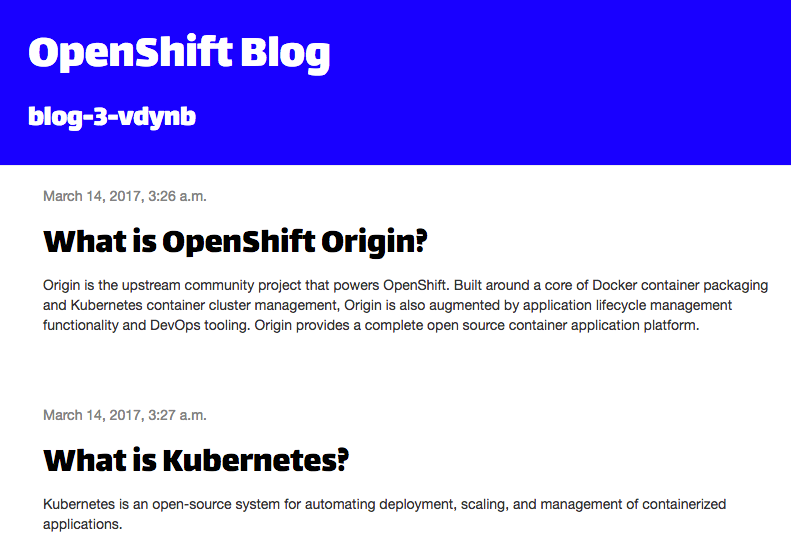 OpenShift Blog
blog-3-vdynb
March 14, 2017, 3:26 a.m.
What is OpenShift Origin?
Origin is the upstream community project that powers OpenShift. Built around a core of Docker container packaging
and Kubernetes container cluster management, Origin is also augmented by application lifecycle management
functionality and DevOps tooling. Origin provides a complete open source container application platform.
March 14, 2017, 3:27 a.m.
What is Kubernetes?
Kubernetes is an open-source system for automating deployment, scaling, and management of containerized
applications.